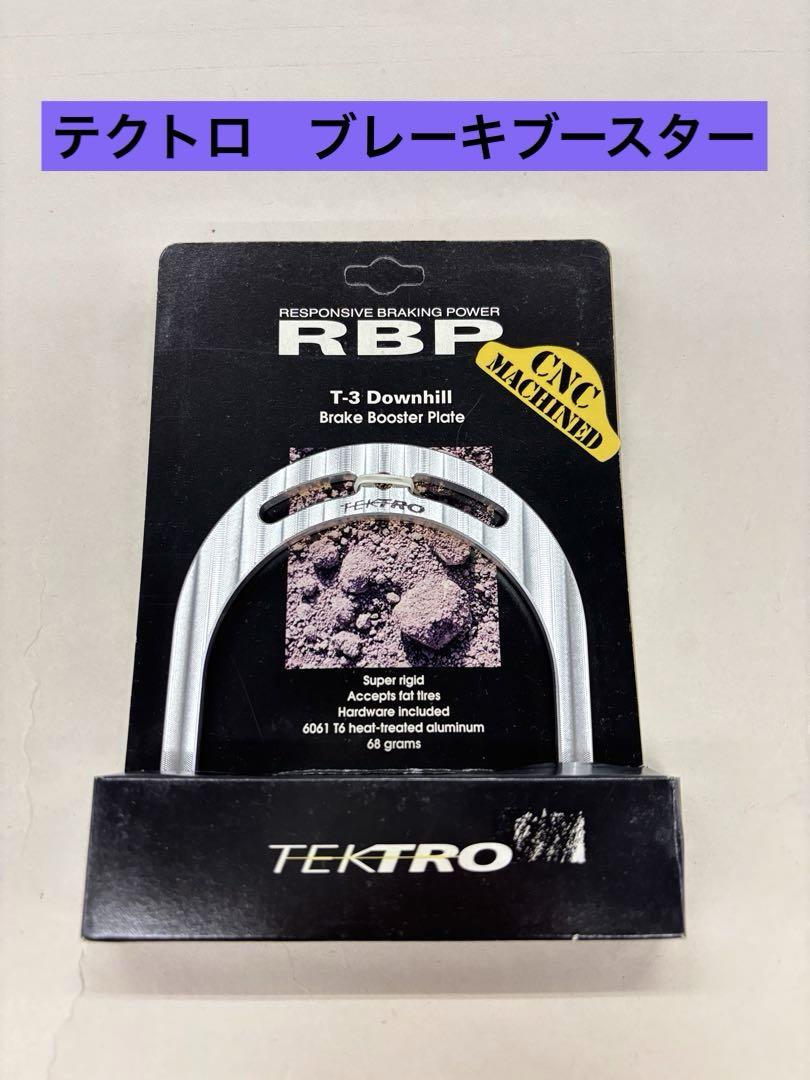 テクトロ　ブレーキブースター
RESPONSIVE BRAKING POWER
RBP
CNC
MACHINED
T-3 Downhill
Brake Booster Plate
TEKTRO
Super rigid
Accepts fat tires
Hardware included
6061 T6 heat-treated aluminum
68 grams
TEKTRO